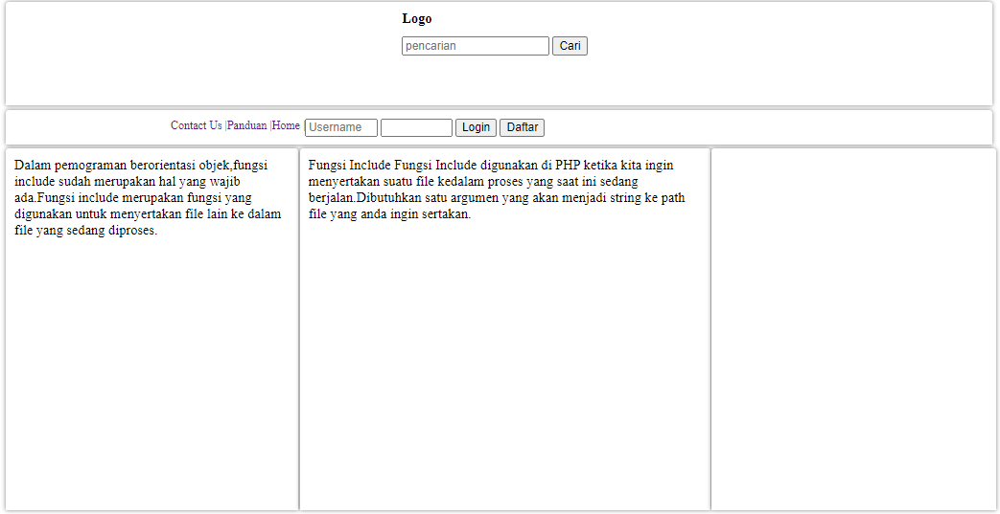 Logo
pencarian Cari
Contact Us |Panduan |Home | Username Login Daftar
Dalam pemograman berorientasi objek,fungsi
include sudah merupakan hal yang wajib
ada.Fungsi include merupakan fungsi yang
digunakan untuk menyertakan file lain ke dalam
file yang sedang diproses.
Fungsi Include Fungsi Include digunakan di PHP ketika kita ingin
menyertakan suatu file kedalam proses yang saat ini sedang
berjalan.Dibutuhkan satu argumen yang akan menjadi string ke path
file yang anda ingin sertakan.